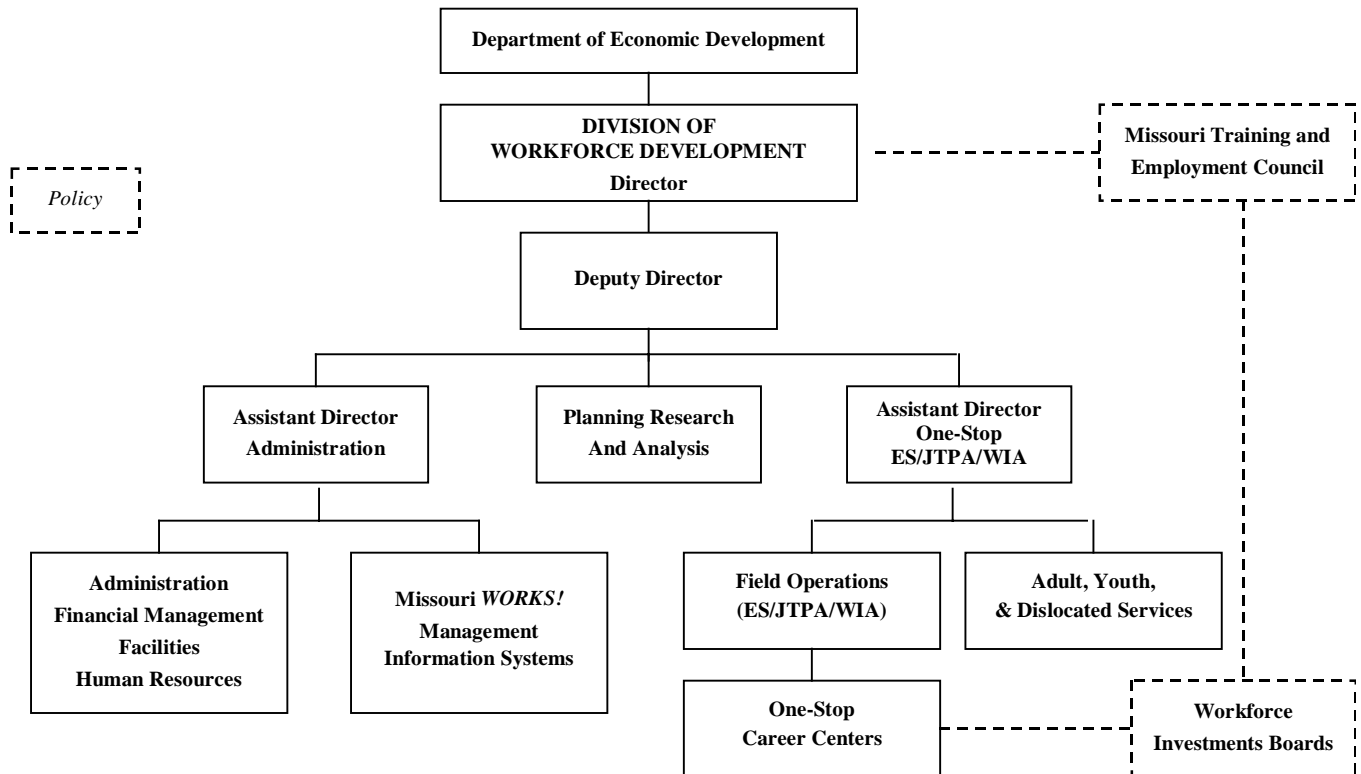 Department of Economic Development
DIVISION OF
WORKFORCE DEVELOPMENT
Director
Missouri Training and
Employment Council
Policy
Deputy Director
Assistant Director
Administration
Planning Research
And Analysis
Assistant Director
One-Stop
ES/JTPA/WIA
Administration
Financial Management
Facilities
Human Resources
Missouri WORKS!
Management
Information Systems
Field Operations
(ES/JTPA/WIA)
Adult, Youth,
& Dislocated Services
One-Stop
Career Centers
Workforce
Investments Boards